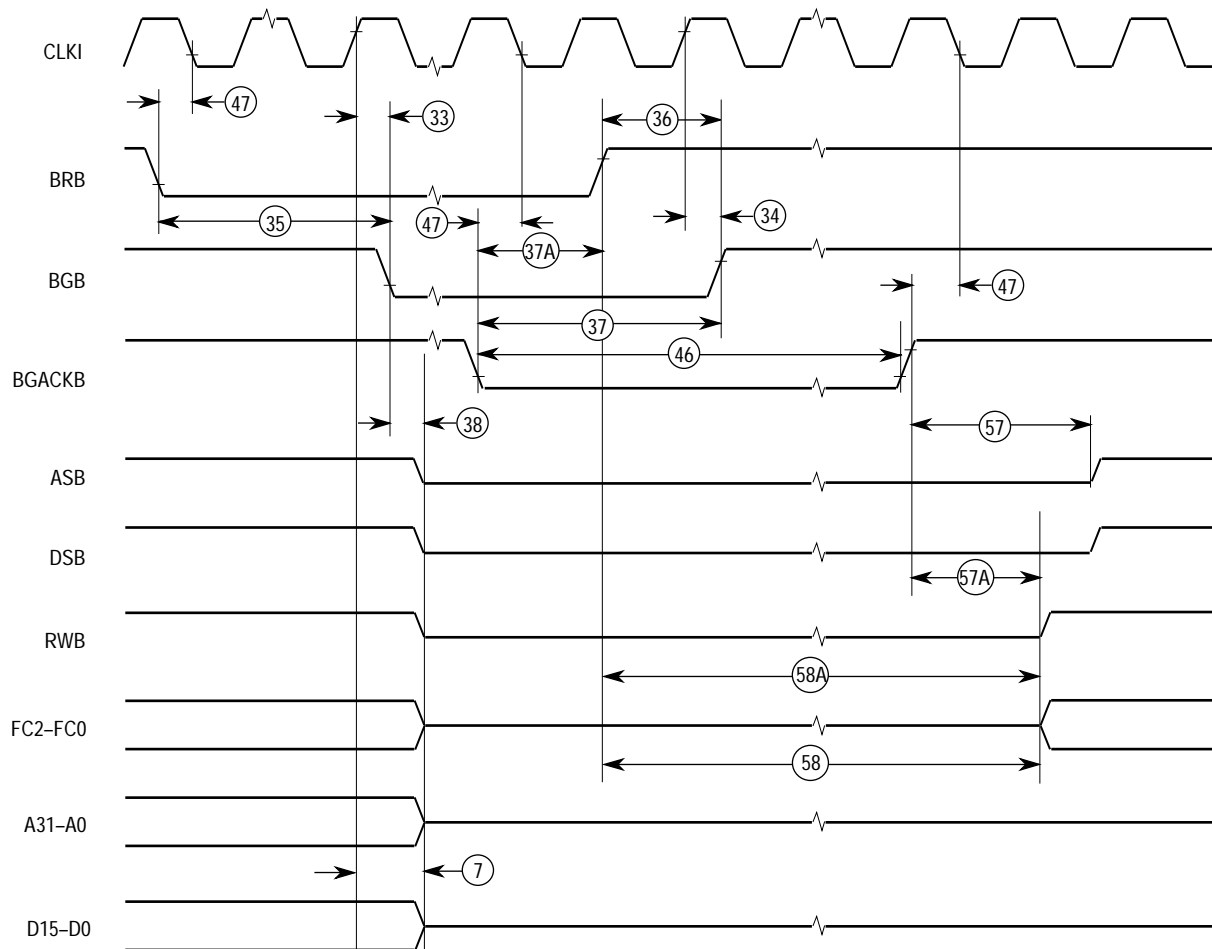 CLKI
47
33
36
BRB
35
47
34
37A
BGB
47
37
46
BGACKB
38
57
ASB
DSB
57A
RWB
58A
FC2–FC0
58
A31–A0
7
D15–D0